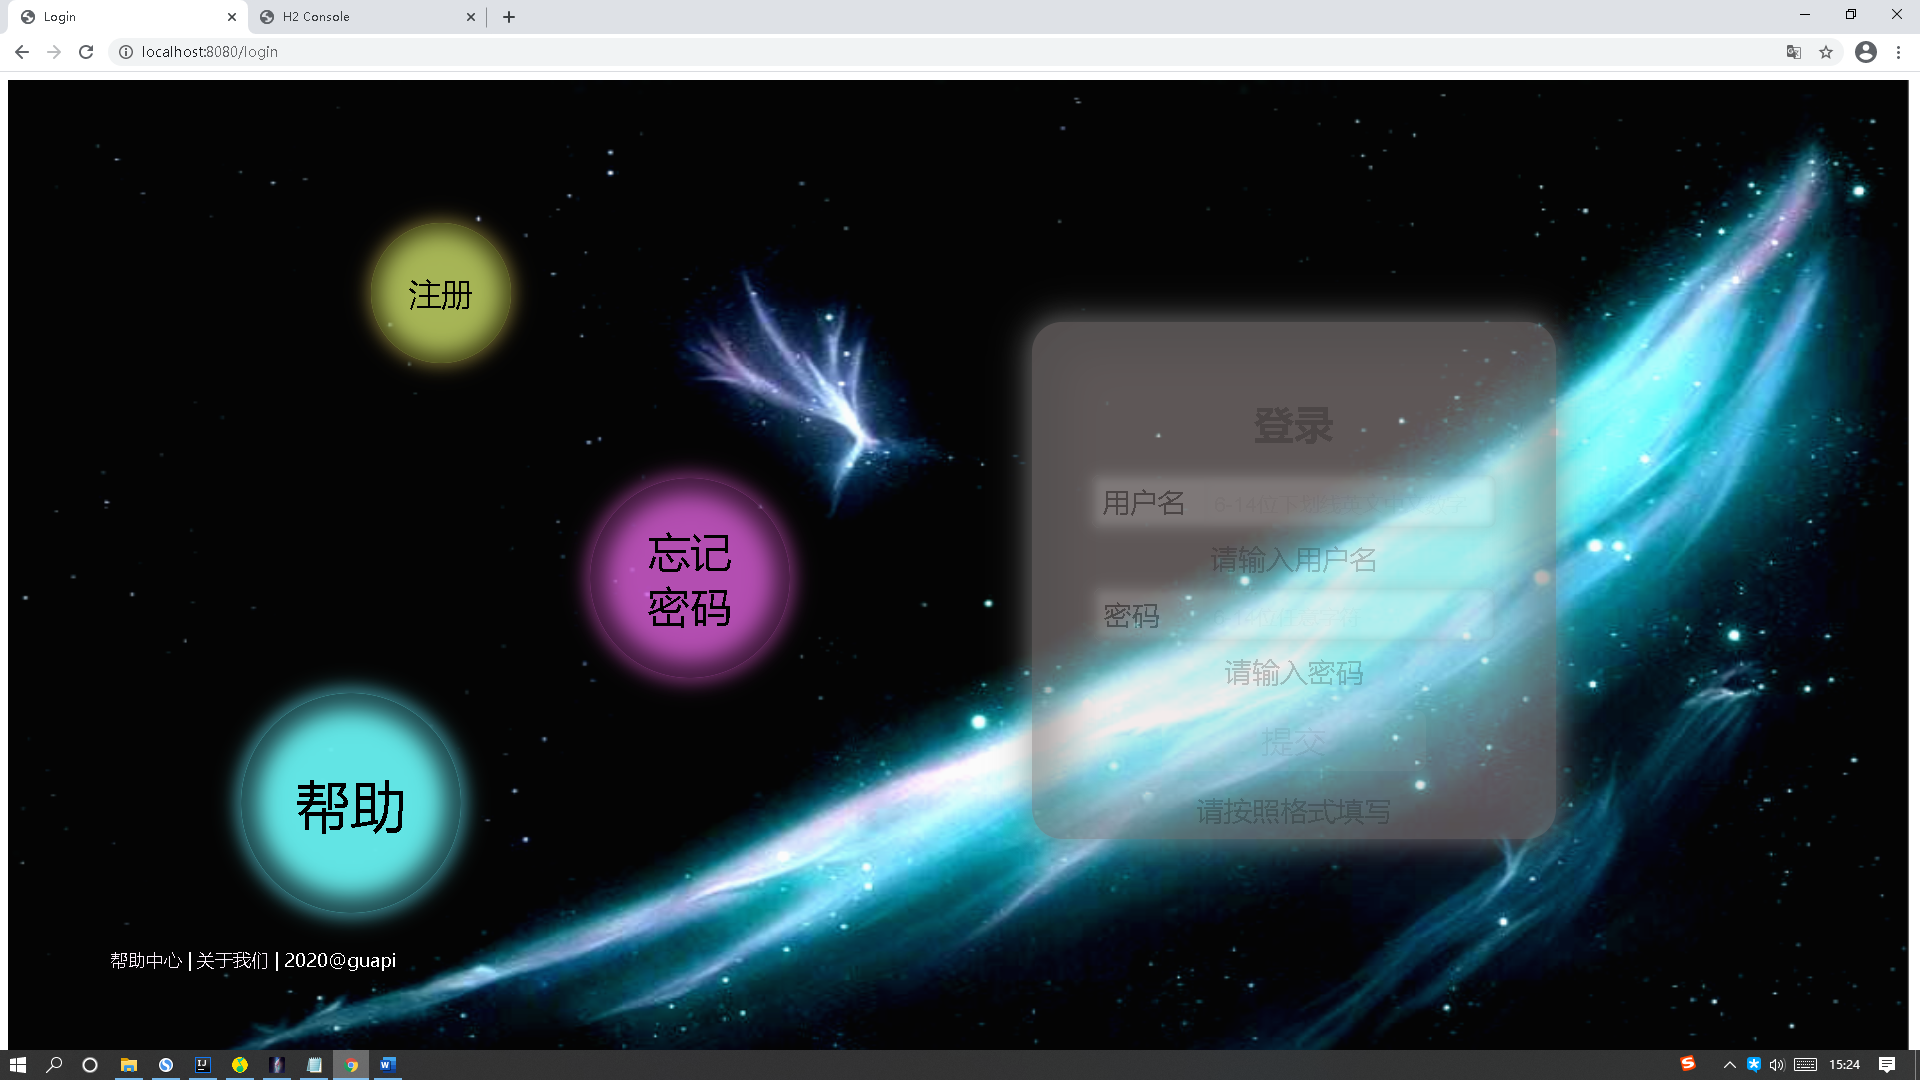 Login
H2 Console
localhost:8080/login
注册
登录
用户名
请输入用户名
忘记
密码
密码
请输入密码
提交
帮助
请按照格式填写
帮助中心 | 关于我们 | 2020@guapi
15:24